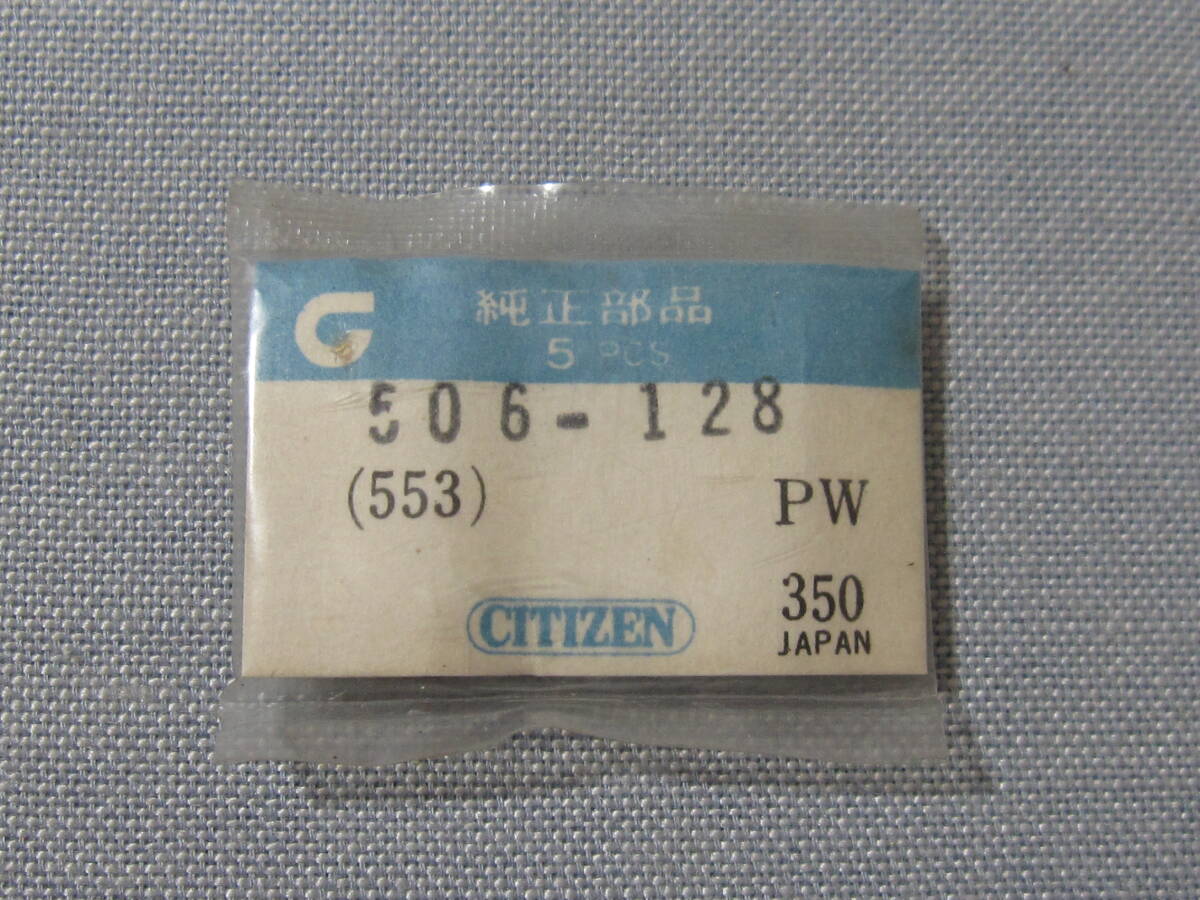 純正部品
5 PCS
506-128
(553)
PW
CITIZEN
350
JAPAN